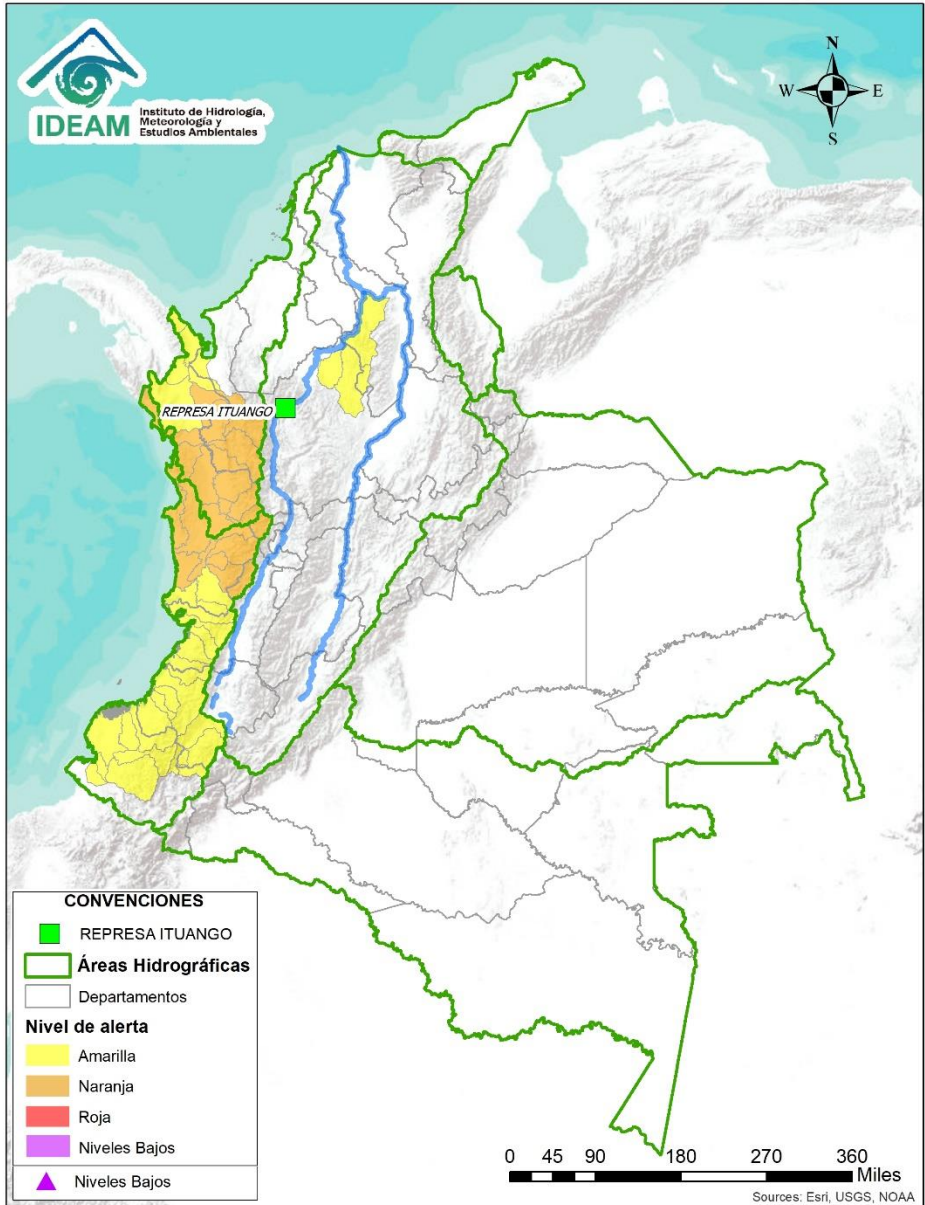 IDEAM
Instituto de Hidrología,
Meteorología y
Estudios Ambientales
N
W
E
S
REPRESA ITUANGO
CONVENCIONES
REPRESA ITUANGO
Áreas Hidrográficas
Departamentos
Nivel de alerta
Amarilla
Naranja
Roja
Niveles Bajos
Niveles Bajos
0 45 90 180 270 360
Miles
Sources: Esri, USGS, NOAA